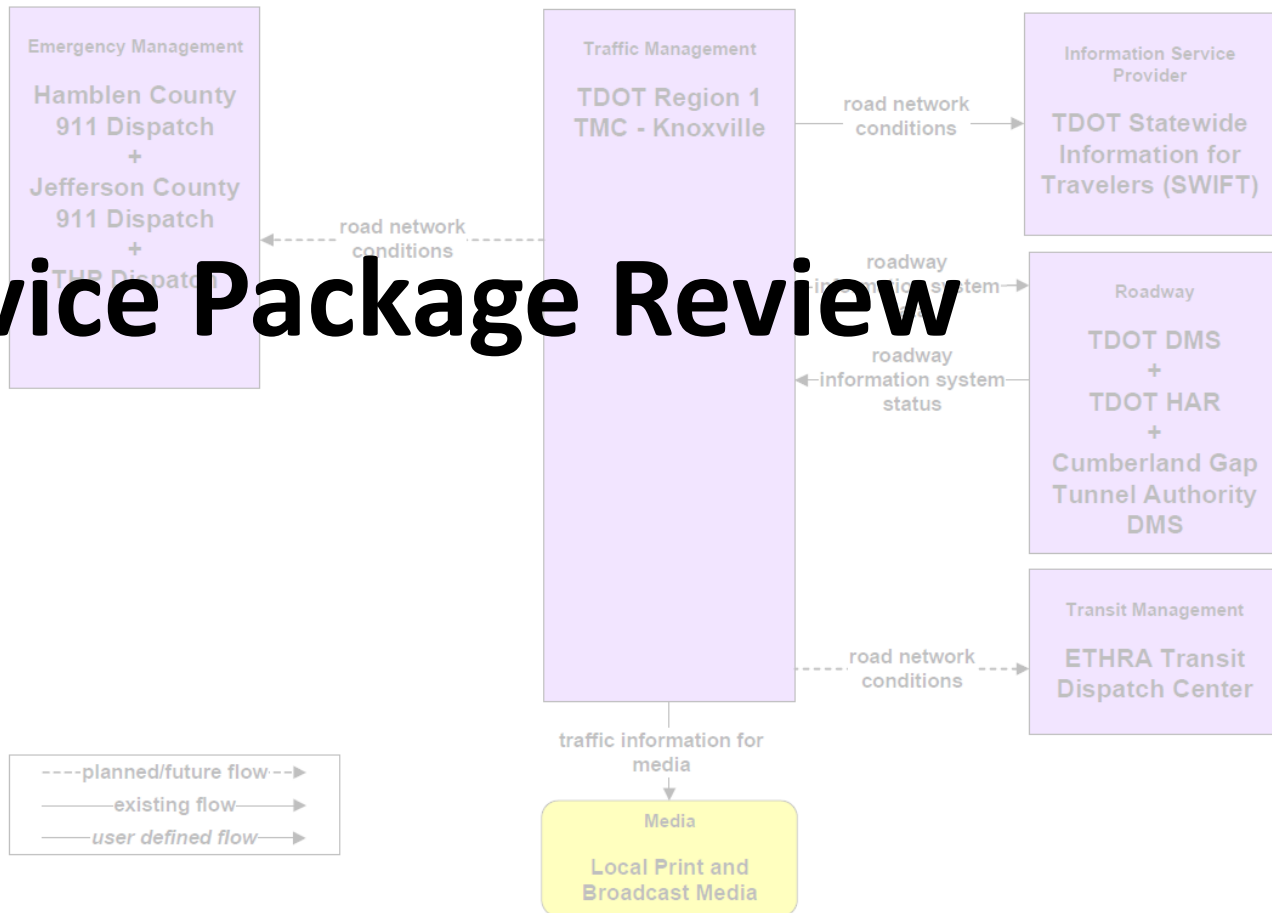 Emergency Management
Hamblen County
911 Dispatch
+
Jefferson County
911 Dispatch
+
THP Dispatch
Traffic Management
TDOT Region 1
TMC - Knoxville
Information Service
Provider
TDOT Statewide
Information for
Travelers (SWIFT)
road network
conditions
road network
conditions
vice Package Review
roadway
information system
roadway
information system
status
Roadway
TDOT DMS
+
TDOT HAR
+
Cumberland Gap
Tunnel Authority
DMS
road network
conditions
Transit Management
ETHRA Transit
Dispatch Center
traffic information for
media
Media
Local Print and
Broadcast Media
planned/future flow
existing flow
user defined flow